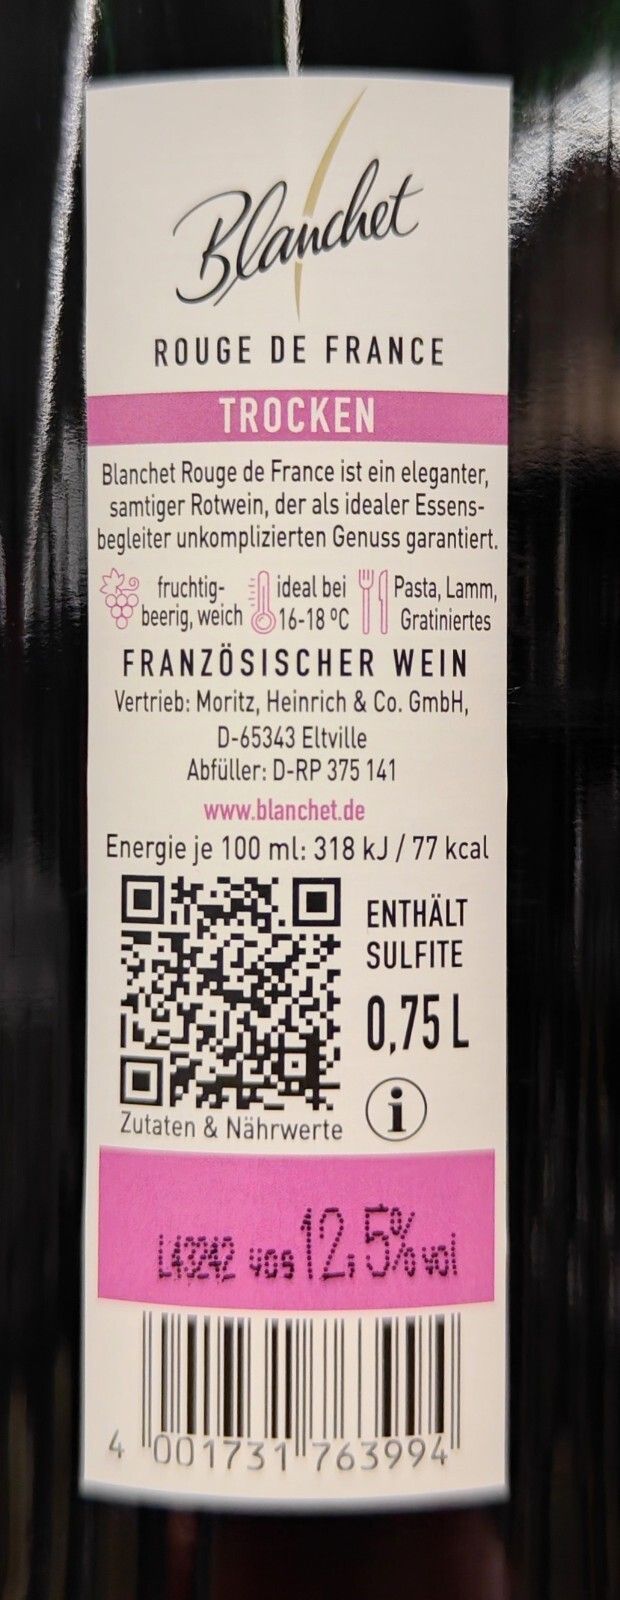 Blanchet
ROUGE DE FRANCE
TROCKEN
Blanchet Rouge de France ist ein eleganter,
samtiger Rotwein, der als idealer Essens-
begleiter unkomplizierten Genuss garantiert.
fruchtig-
beerig, weich
ideal bei
16-18 ºC
Pasta, Lamm,
Gratiniertes
FRANZÖSISCHER WEIN
Vertrieb: Moritz, Heinrich & Co. GmbH,
D-65343 Eltville
Abfüller: D-RP 375 141
www.blanchet.de
Energie je 100 ml: 318 kJ / 77 kcal
ENTHÄLT
SULFITE
0,75 L
i
Zutaten & Nährwerte
12,5% vol
4 001731 763994